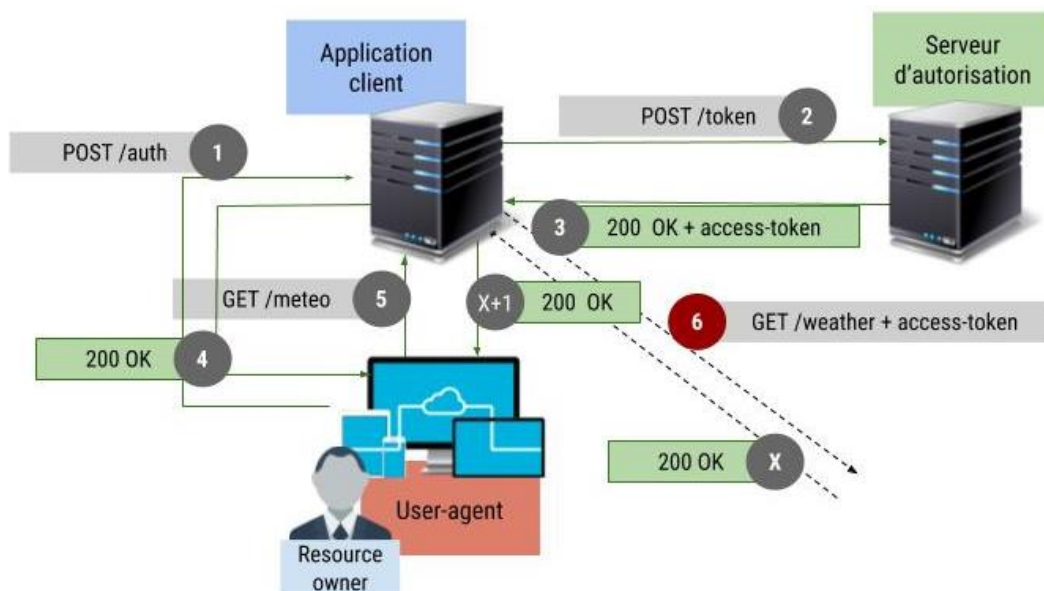 Application
client
Serveur
d'autorisation
POST /token
2
POST /auth
1
3
200 OK + access-token
GET /meteo
5
X+1
200 OK
6
GET /weather + access-token
200 OK
4
200 OK
X
User-agent
Resource
owner